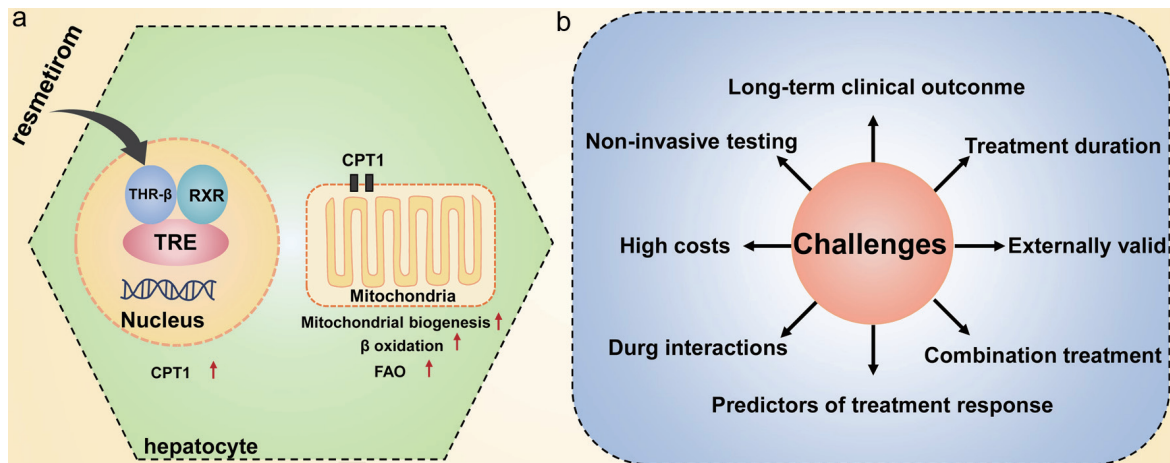 a
resmetirom
THR-β
RXR
TRE
Nucleus
CPT1
CPT1
Mitochondria
Mitochondrial biogenesis
β oxidation
FAO
hepatocyte
b
Long-term clinical outconme
Non-invasive testing
Treatment duration
High costs
Challenges
Externally valid
Durg interactions
Combination treatment
Predictors of treatment response